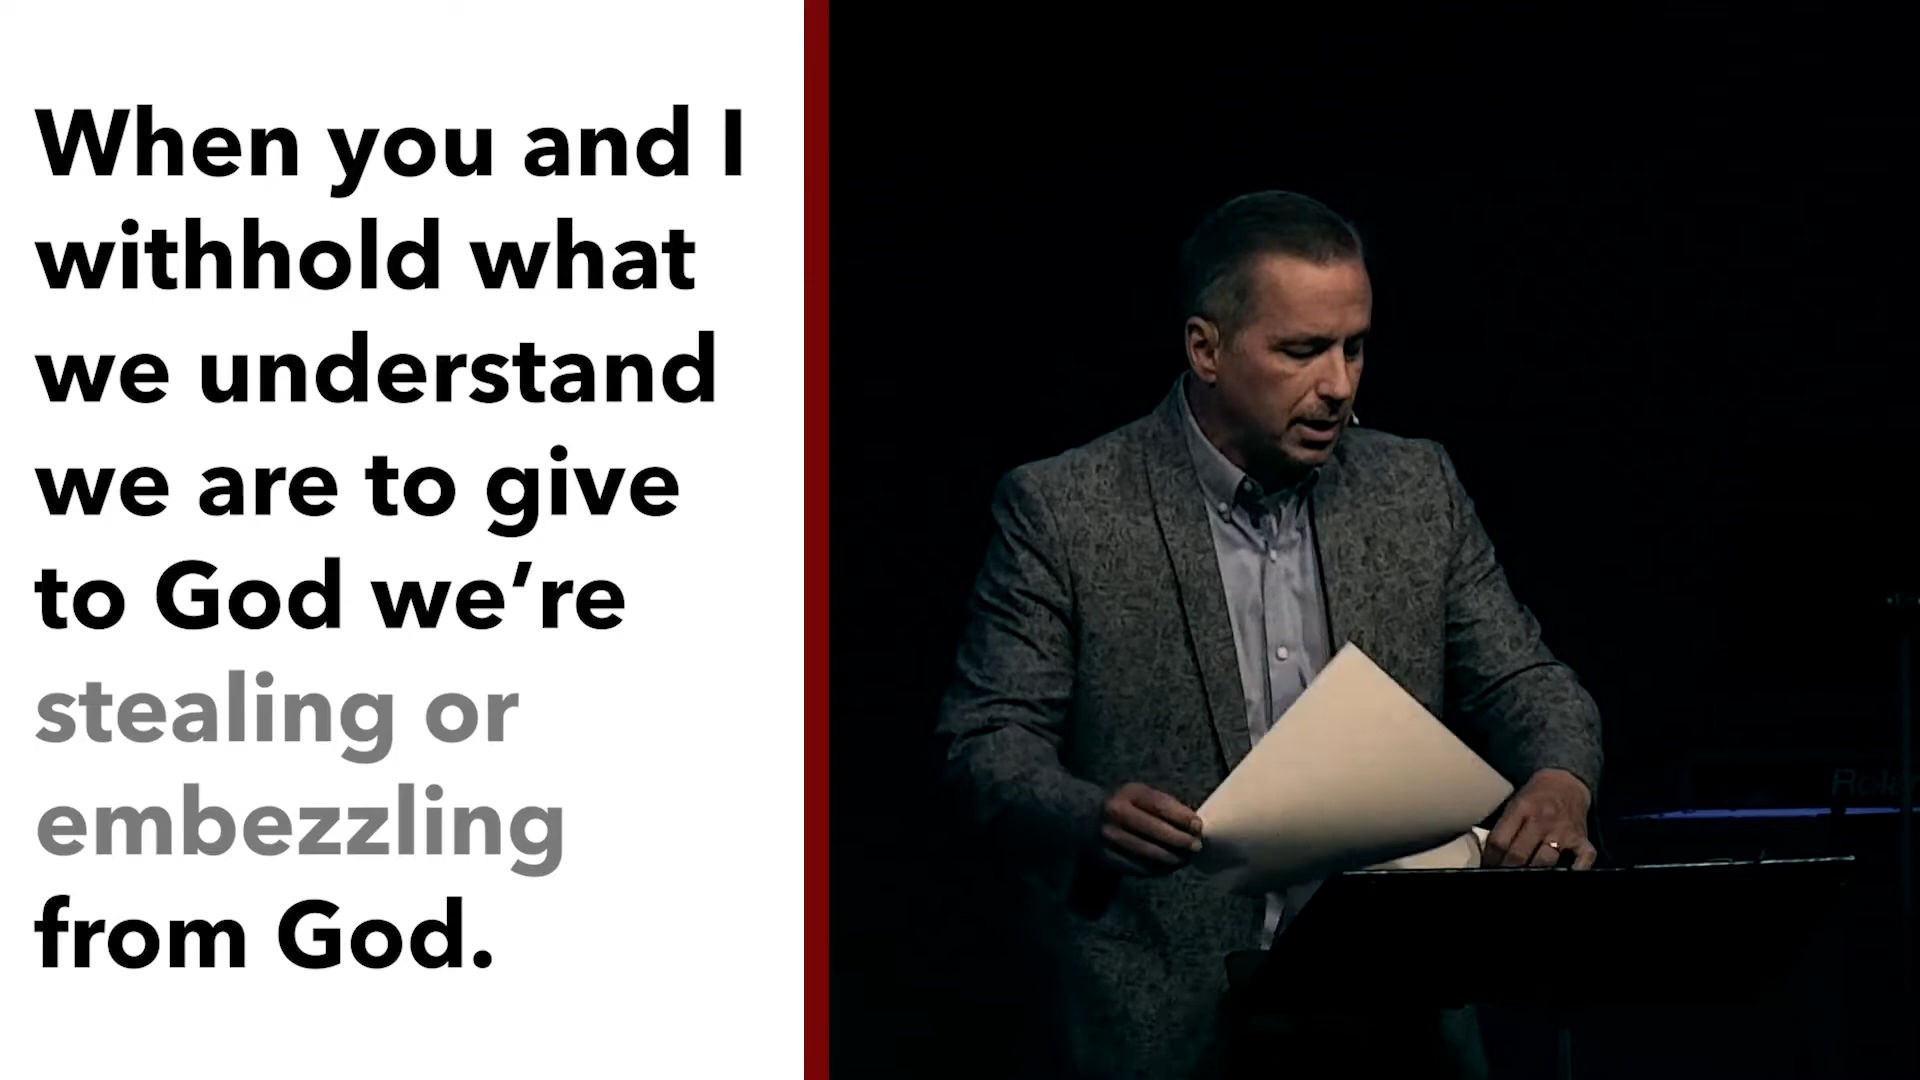 When you and I
withhold what
we understand
we are to give
to God we’re
stealing or
embezzling
from God.